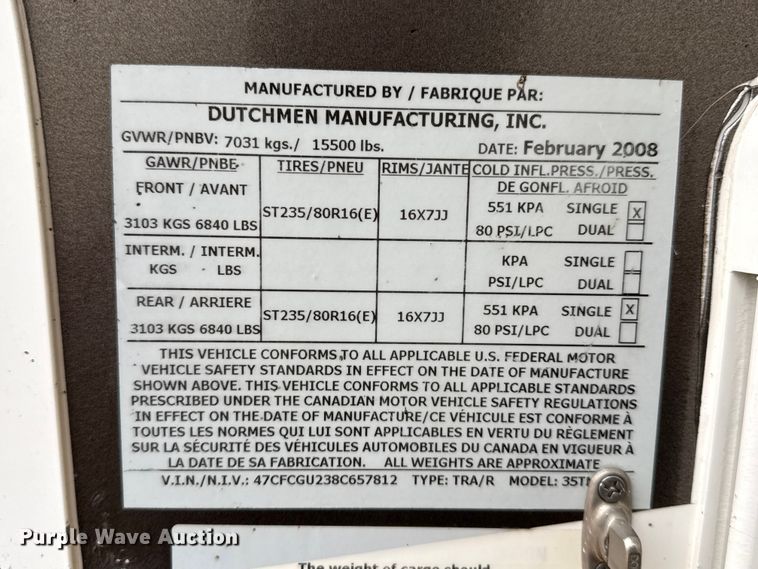 MANUFACTURED BY / FABRIQUE PAR:
DUTCHMEN MANUFACTURING, INC.
GVWR/PNBV: 7031 kgs./ 15500 lbs. DATE: February 2008
GAWR/PNBE TIRES/PNEU RIMS/JANTE COLD INFL.PRESS./PRESS.
DE GONFL. AFROID
FRONT / AVANT
3103 KGS 6840 LBS ST235/80R16(E) 16X7JJ 551 KPA SINGLE X
80 PSI/LPC DUAL
INTERM. / INTERM. KPA SINGLE
KGS LBS PSI/LPC DUAL
REAR / ARRIERE 551 KPA SINGLE X
3103 KGS 6840 LBS ST235/80R16(E) 16X7JJ 80 PSI/LPC DUAL
THIS VEHICLE CONFORMS TO ALL APPLICABLE U.S. FEDERAL MOTOR
VEHICLE SAFETY STANDARDS IN EFFECT ON THE DATE OF MANUFACTURE
SHOWN ABOVE. THIS VEHICLE CONFORMS TO ALL APPLICABLE STANDARDS
PRESCRIBED UNDER THE CANADIAN MOTOR VEHICLE SAFETY REGULATIONS
IN EFFECT ON THE DATE OF MANUFACTURE/CE VÉHICULE EST CONFORME À
TOUTES LES NORMES QUI LUI SONT APPLICABLES EN VERTU DU RÈGLEMENT
SUR LA SÉCURITÉ DES VÉHICULES AUTOMOBILES DU CANADA EN VIGUEUR À
LA DATE DE SA FABRICATION. ALL WEIGHTS ARE APPROXIMATE
V.I.N./N.I.V.: 47CFCGU238C657812 TYPE: TRA/R MODEL:
The weight of cargo should
Purple Wave Auction